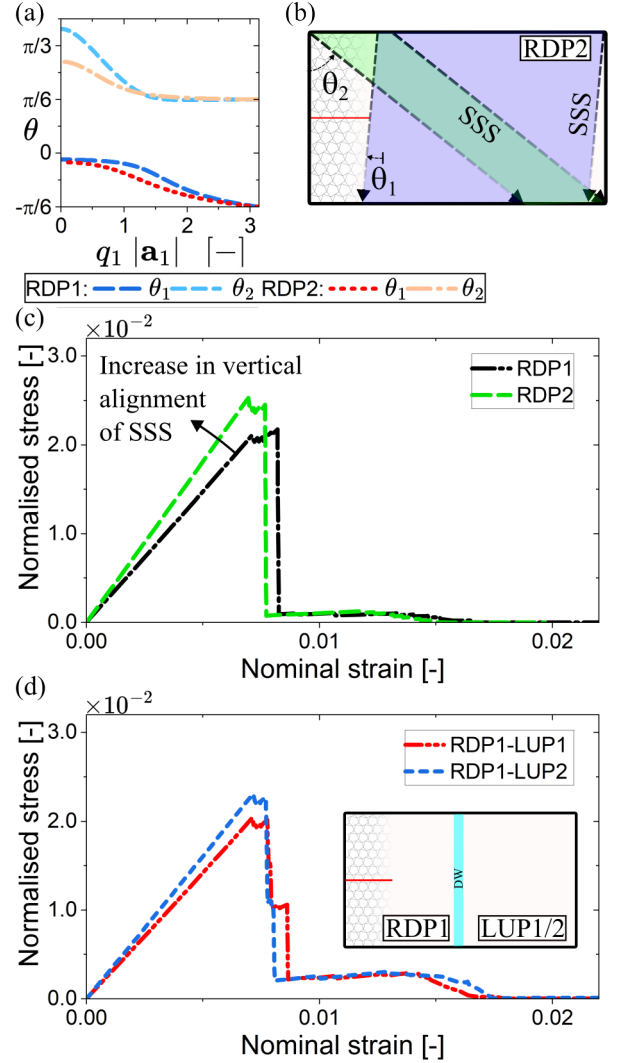 (a)
π/3
π/6
θ
0
-π/6
0 1 2 3
q₁ |a₁| [−]
(b)
RDP2
θ₂
SSS
SSS
θ₁
RDP1: θ₁ θ₂ RDP2: θ₁ θ₂
(c)
×10⁻²
3.0
2.0
1.0
0.0
Normalised stress [-]
Increase in vertical
alignment
of SSS
RDP1
RDP2
0.00 0.01 0.02
Nominal strain [-]
(d)
×10⁻²
3.0
2.0
1.0
0.0
Normalised stress [-]
RDP1-LUP1
RDP1-LUP2
DW
RDP1
LUP1/2
0.00 0.01 0.02
Nominal strain [-]